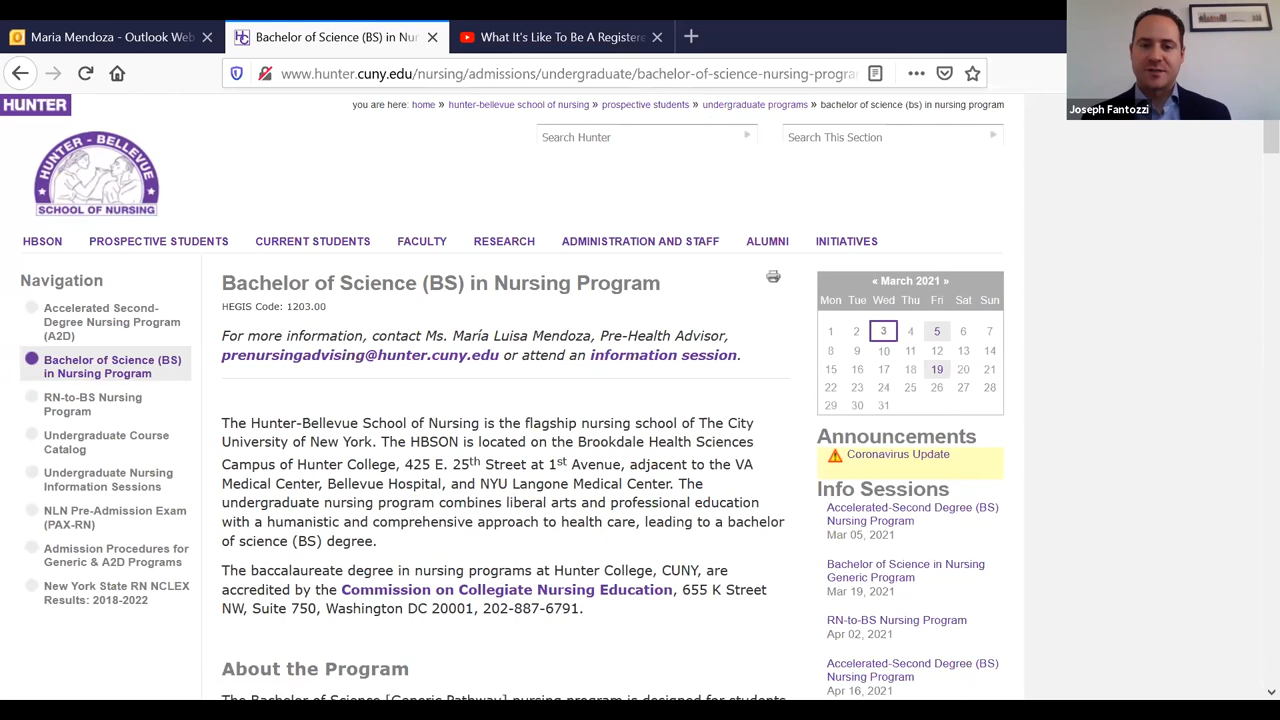 Maria Mendoza - Outlook Web
Bachelor of Science (BS) in Nur
What It's Like To Be A Registere
www.hunter.cuny.edu/nursing/admissions/undergraduate/bachelor-of-science-nursing-progra
Joseph Fantozzi
HUNTER
you are here: home » hunter-bellevue school of nursing » prospective students » undergraduate programs » bachelor of science (bs) in nursing program
Search Hunter
Search This Section
HUNTER - BELLEVUE
SCHOOL OF NURSING
HBSON PROSPECTIVE STUDENTS CURRENT STUDENTS FACULTY RESEARCH ADMINISTRATION AND STAFF ALUMNI INITIATIVES
Navigation
Accelerated Second-
Degree Nursing Program
(A2D)
Bachelor of Science (BS)
in Nursing Program
RN-to-BS Nursing
Program
Undergraduate Course
Catalog
Undergraduate Nursing
Information Sessions
NLN Pre-Admission Exam
(PAX-RN)
Admission Procedures for
Generic & A2D Programs
New York State RN NCLEX
Results: 2018-2022
Bachelor of Science (BS) in Nursing Program
HEGIS Code: 1203.00
For more information, contact Ms. María Luisa Mendoza, Pre-Health Advisor,
prenursingadvising@hunter.cuny.edu or attend an information session.
The Hunter-Bellevue School of Nursing is the flagship nursing school of The City
University of New York. The HBSON is located on the Brookdale Health Sciences
Campus of Hunter College, 425 E. 25th Street at 1st Avenue, adjacent to the VA
Medical Center, Bellevue Hospital, and NYU Langone Medical Center. The
undergraduate nursing program combines liberal arts and professional education
with a humanistic and comprehensive approach to health care, leading to a bachelor
of science (BS) degree.
The baccalaureate degree in nursing programs at Hunter College, CUNY, are
accredited by the Commission on Collegiate Nursing Education, 655 K Street
NW, Suite 750, Washington DC 20001, 202-887-6791.
About the Program
The Bachelor of Science [Generic Pathway] nursing program is designed for students
« March 2021 »
Mon Tue Wed Thu Fri Sat Sun
1 2 3 4 5 6 7
8 9 10 11 12 13 14
15 16 17 18 19 20 21
22 23 24 25 26 27 28
29 30 31
Announcements
Coronavirus Update
Info Sessions
Accelerated-Second Degree (BS)
Nursing Program
Mar 05, 2021
Bachelor of Science in Nursing
Generic Program
Mar 19, 2021
RN-to-BS Nursing Program
Apr 02, 2021
Accelerated-Second Degree (BS)
Nursing Program
Apr 16, 2021